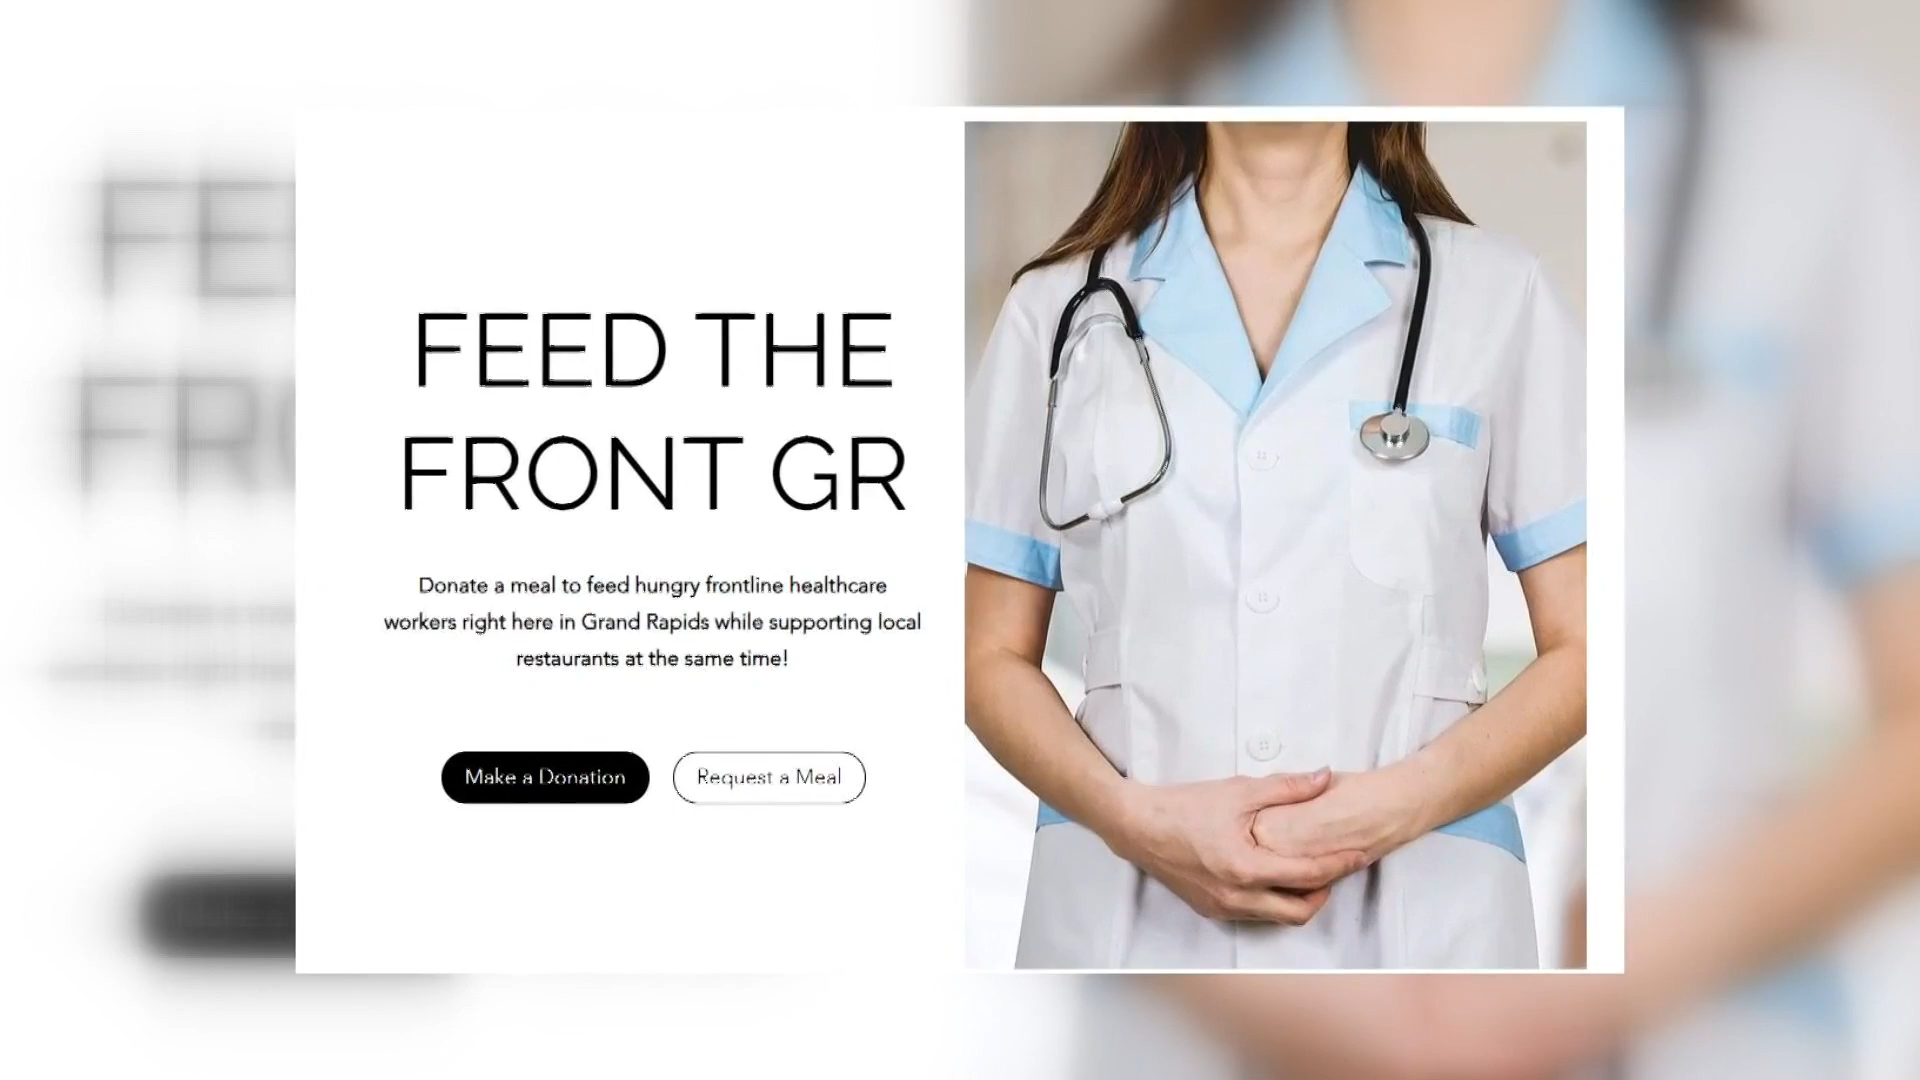 FEED THE
FRONT GR
Donate a meal to feed hungry frontline healthcare
workers right here in Grand Rapids while supporting local
restaurants at the same time!
Make a Donation
Request a Meal